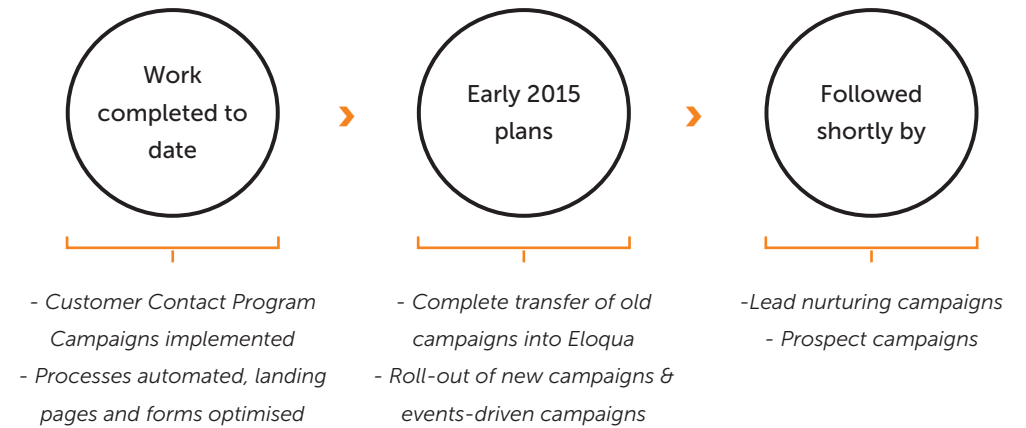 Work
completed to
date
Early 2015
plans
Followed
shortly by
- Customer Contact Program
Campaigns implemented
- Processes automated, landing
pages and forms optimised
- Complete transfer of old
campaigns into Eloqua
- Roll-out of new campaigns &
events-driven campaigns
-Lead nurturing campaigns
- Prospect campaigns